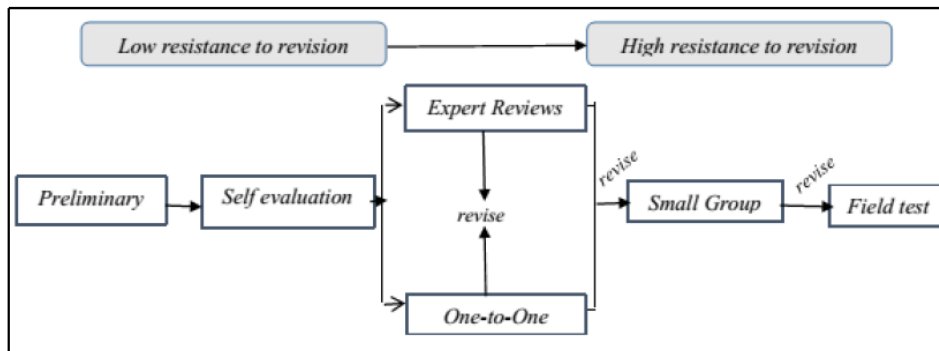 Low resistance to revision
High resistance to revision
Expert Reviews
Preliminary
Self evaluation
revise
revise
Small Group
revise
Field test
One-to-One